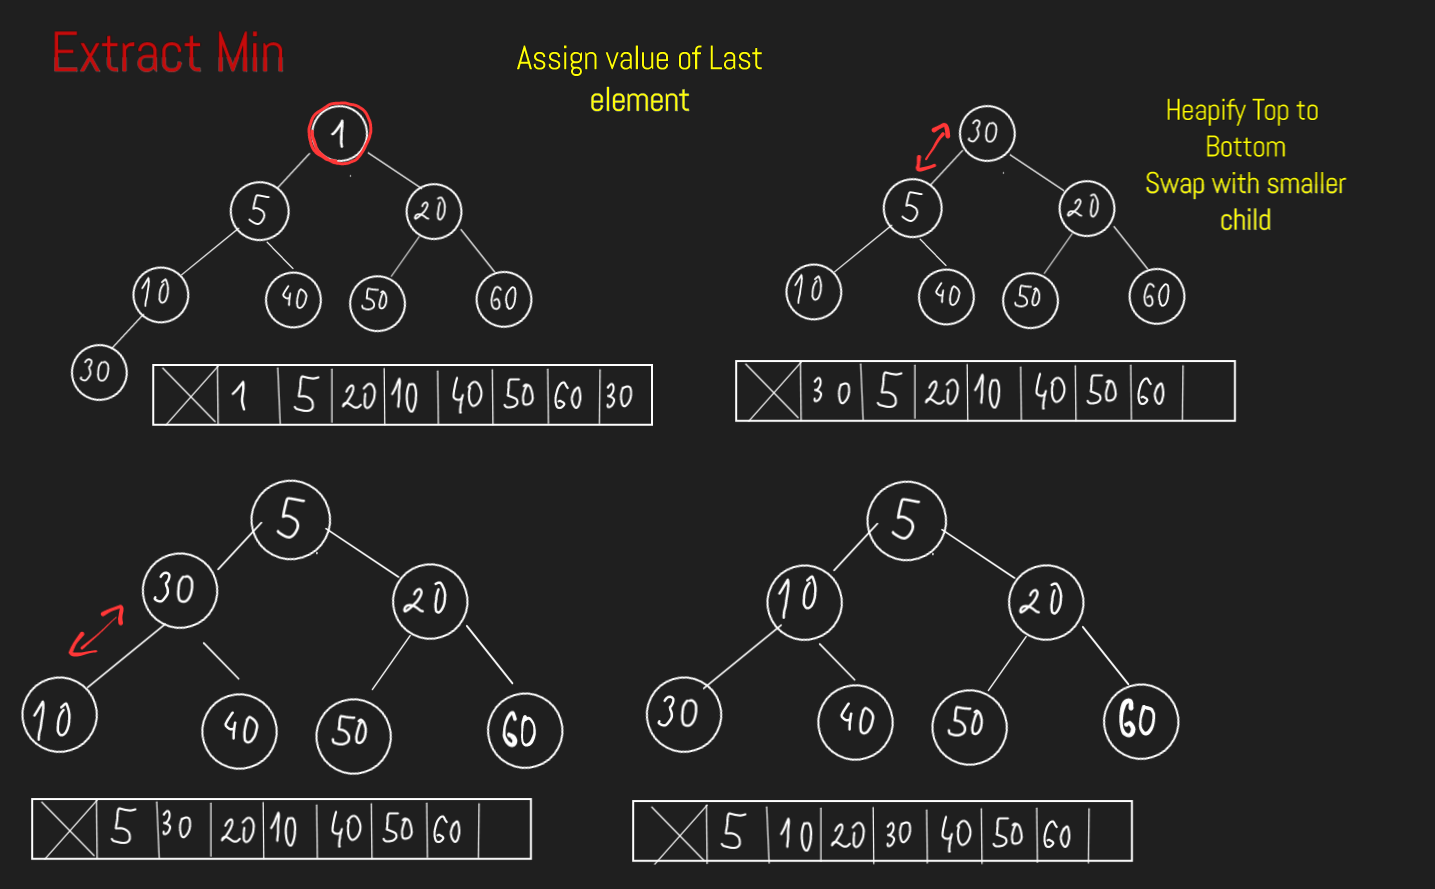 Extract Min
Assign value of Last
element
Heapify Top to
Bottom
Swap with smaller
child
1
5
20
10
40
50
60
30
1 5 20 10 40 50 60 30
30
5
20
10
40
50
60
30 5 20 10 40 50 60
5
30
20
10
40
50
60
5 30 20 10 40 50 60
5
10
20
30
40
50
60
5 10 20 30 40 50 60